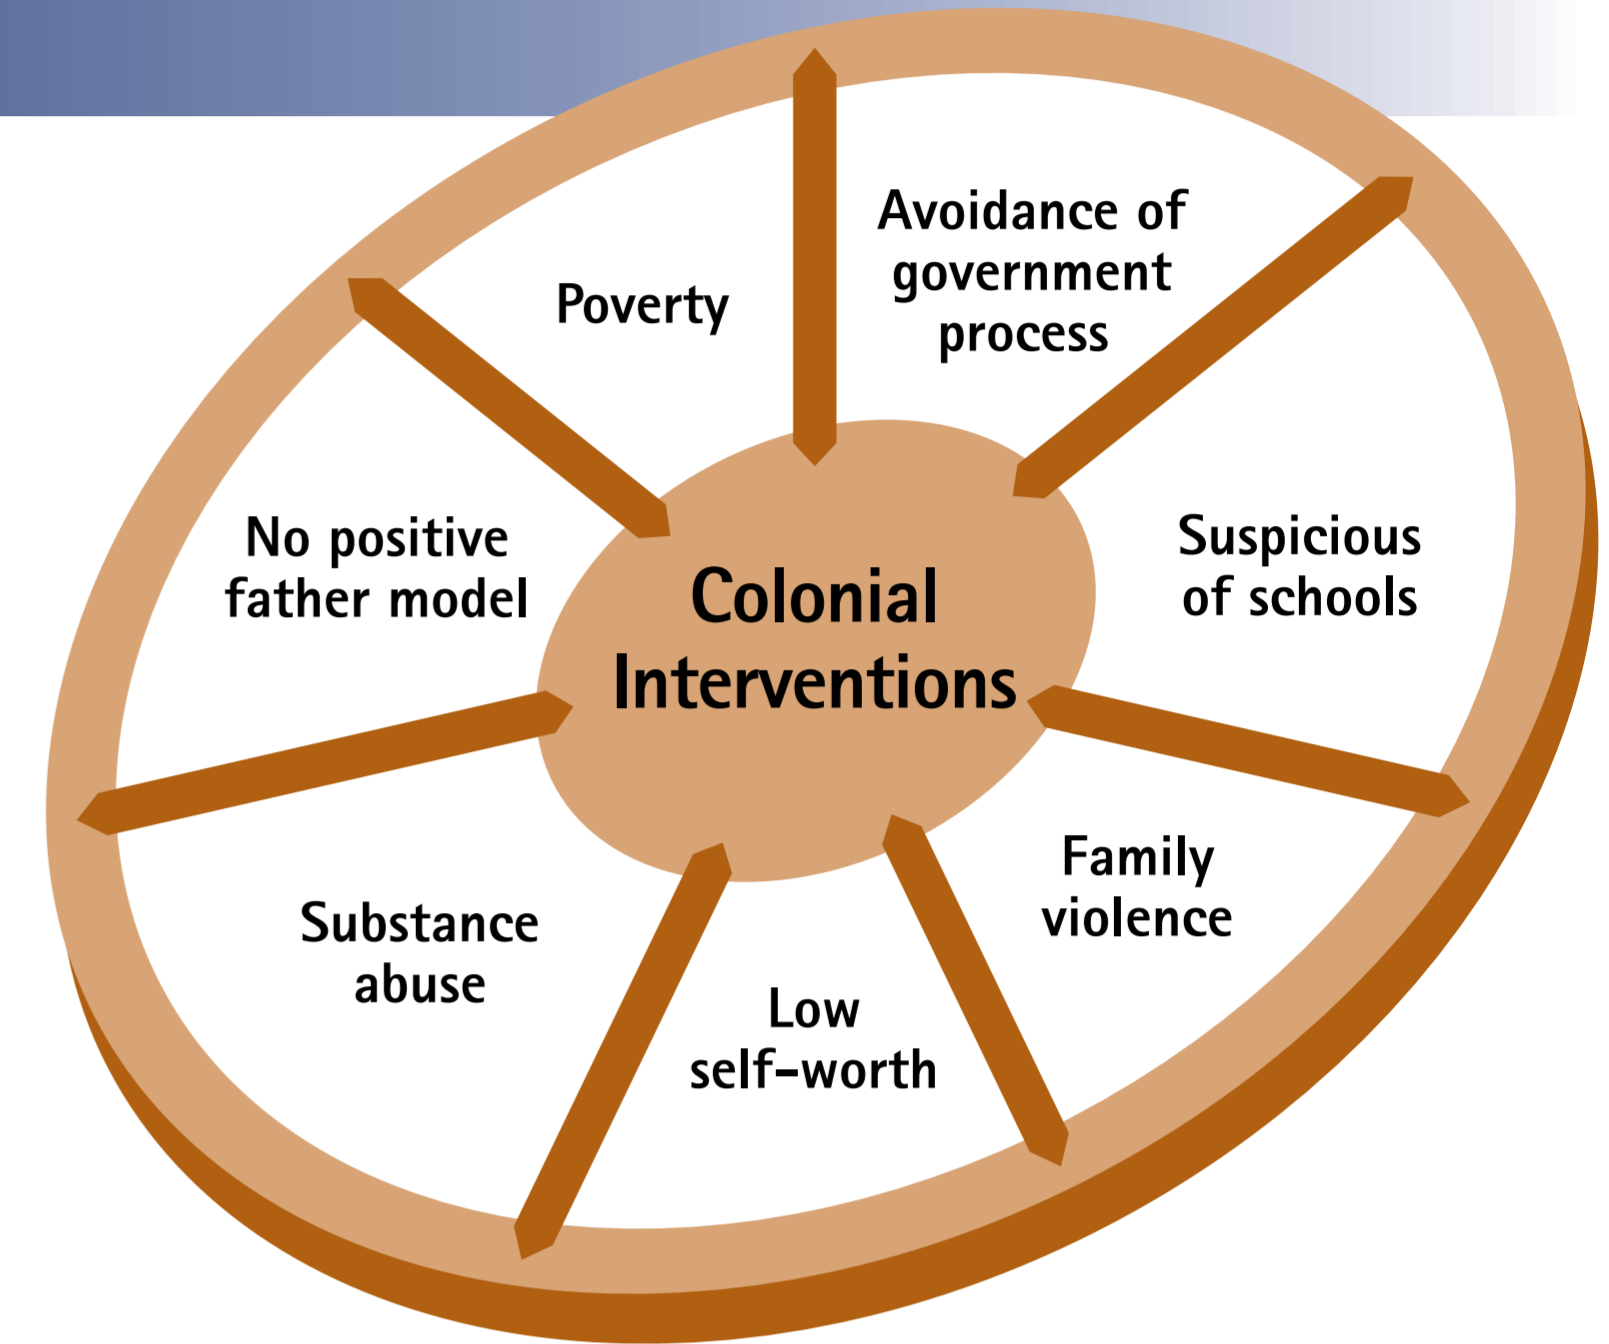 Avoidance of
government
process
Poverty
Suspicious
of schools
No positive
father model
Colonial
Interventions
Family
violence
Substance
abuse
Low
self-worth